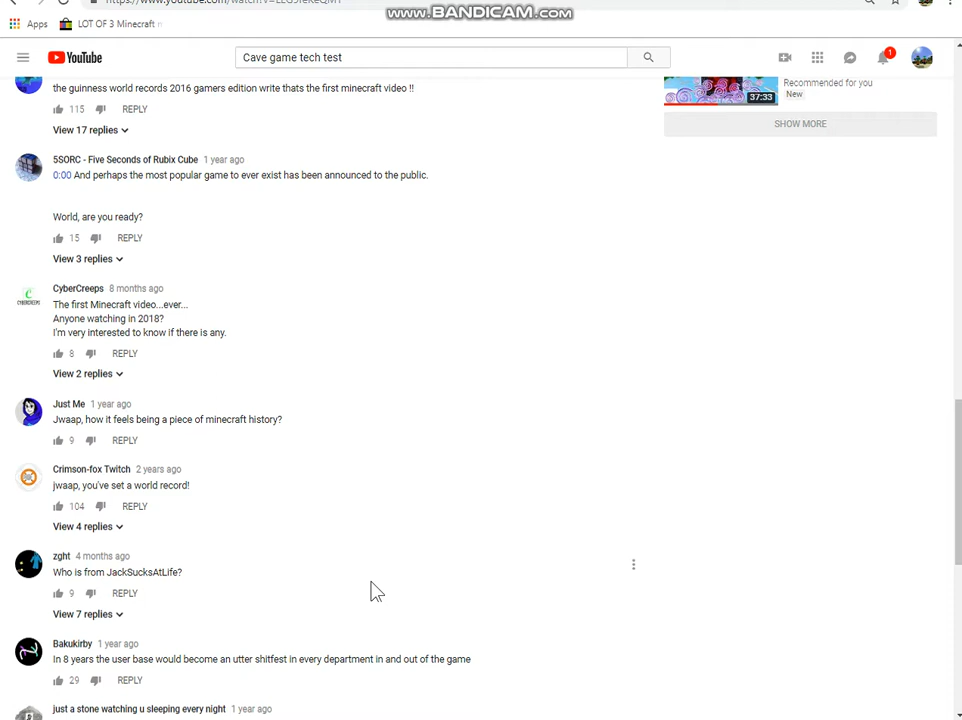 www.BANDICAM.com
Apps LOT OF 3 Minecraft
YouTube
Cave game tech test
1
the guinness world records 2016 gamers edition write thats the first minecraft video !!
115 REPLY
View 17 replies
37:33
Recommended for you
New
SHOW MORE
5SORC - Five Seconds of Rubix Cube 1 year ago
0:00 And perhaps the most popular game to ever exist has been announced to the public.
World, are you ready?
15 REPLY
View 3 replies
CyberCreeps 8 months ago
The first Minecraft video...ever...
Anyone watching in 2018?
I'm very interested to know if there is any.
8 REPLY
View 2 replies
Just Me 1 year ago
Jwaap, how it feels being a piece of minecraft history?
9 REPLY
Crimson-fox Twitch 2 years ago
jwaap, you've set a world record!
104 REPLY
View 4 replies
zght 4 months ago
Who is from JackSucksAtLife?
9 REPLY
View 7 replies
Bakukirby 1 year ago
In 8 years the user base would become an utter shitfest in every department in and out of the game
29 REPLY
just a stone watching u sleeping every night 1 year ago